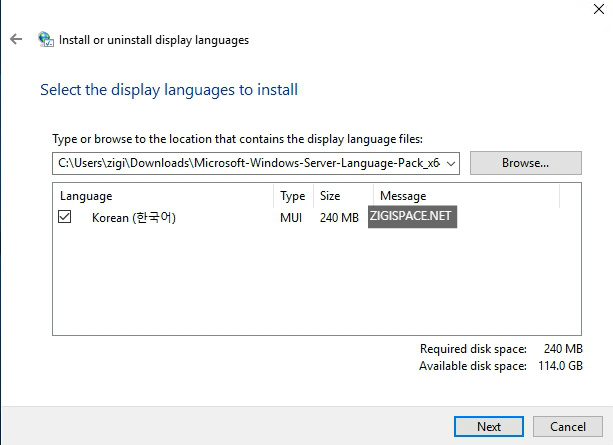 Install or uninstall display languages
Select the display languages to install
Type or browse to the location that contains the display language files:
C:\Users\zigi\Downloads\Microsoft-Windows-Server-Language-Pack_x6 Browse...
Language Type Size Message
Korean (한국어) MUI 240 MB ZIGISPACE.NET
Required disk space: 240 MB
Available disk space: 114.0 GB
Next Cancel